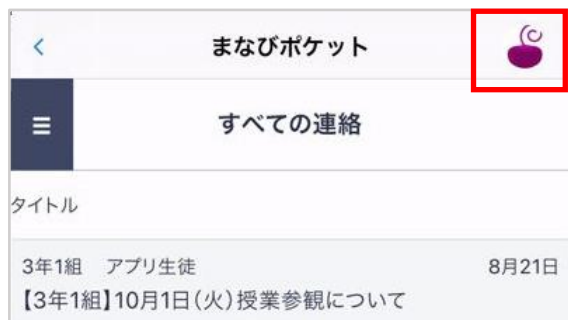 まなびポケット
すべての連絡
タイトル
3年1組 アプリ生徒 8月21日
【3年1組】10月1日(火)授業参観について